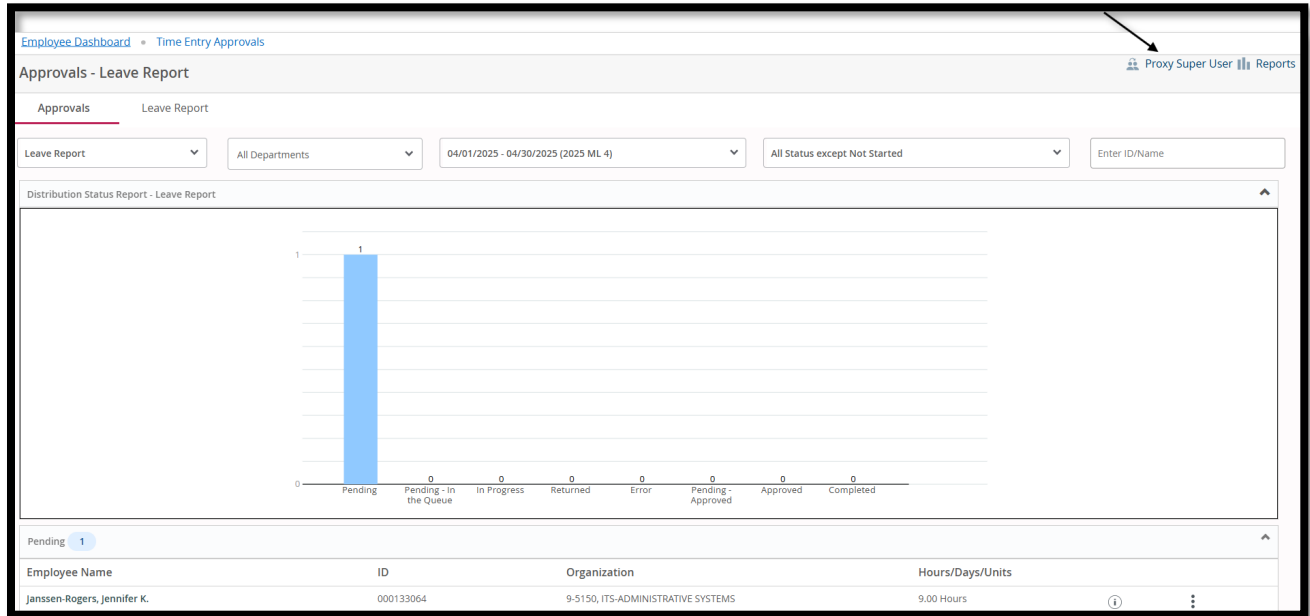 Employee Dashboard • Time Entry Approvals
Approvals - Leave Report
Proxy Super User Reports
Approvals Leave Report
Leave Report All Departments 04/01/2025 - 04/30/2025 (2025 ML 4) All Status except Not Started Enter ID/Name
Distribution Status Report - Leave Report
1 1
0 0 0 0 0 0 0 0
Pending Pending - In the Queue In Progress Returned Error Pending - Approved Approved Completed
Pending 1
Employee Name ID Organization Hours/Days/Units
Janssen-Rogers, Jennifer K. 000133064 9-5150, ITS-ADMINISTRATIVE SYSTEMS 9.00 Hours